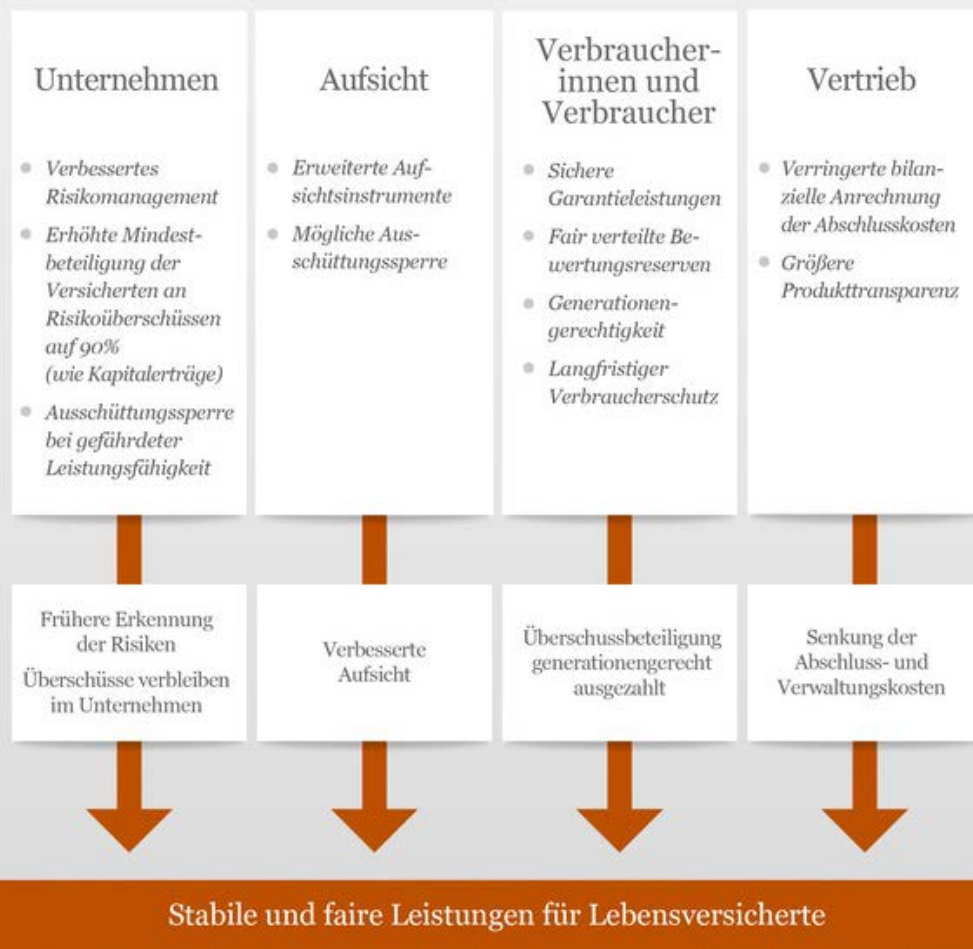 Unternehmen
Verbessertes
Risikomanagement
Erhöhte Mindest-
beteiligung der
Versicherten an
Risikoüberschüssen
auf 90%
(wie Kapitalerträge)
Ausschüttungssperre
bei gefährdeter
Leistungsfähigkeit
Aufsicht
Erweiterte Auf-
sichtsinstrumente
Mögliche Aus-
schüttungssperre
Verbraucher-
innen und
Verbraucher
Sichere
Garantieleistungen
Fair verteilte Be-
wertungsreserven
Generationen-
gerechtigkeit
Langfristiger
Verbraucherschutz
Vertrieb
Verringerte bilan-
zielle Anrechnung
der Abschlusskosten
Größere
Produkttransparenz
Frühere Erkennung
der Risiken
Überschüsse verbleiben
im Unternehmen
Verbesserte
Aufsicht
Überschussbeteiligung
generationengerecht
ausgezahlt
Senkung der
Abschluss- und
Verwaltungskosten
Stabile und faire Leistungen für Lebensversicherte